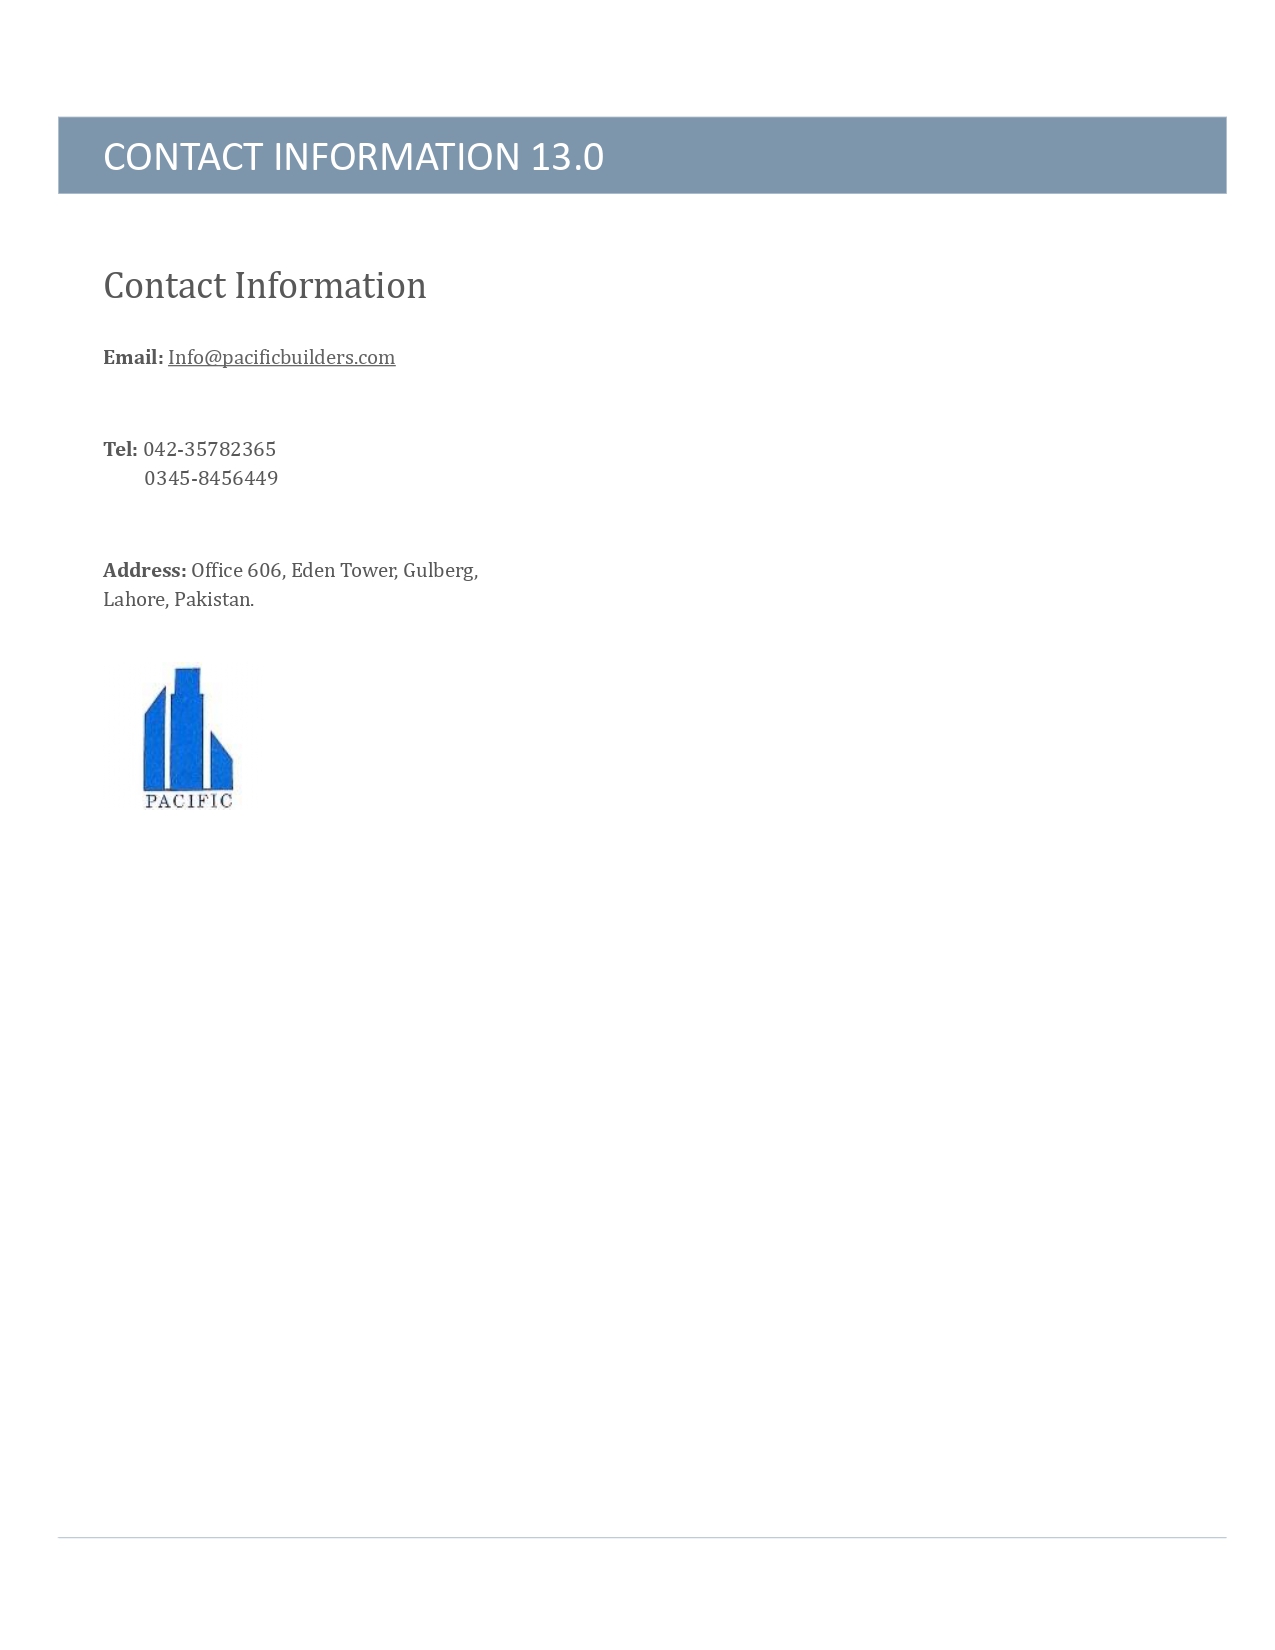 CONTACT INFORMATION 13.0
Contact Information
Email: Info@pacificbuilders.com
Tel: 042-35782365
0345-8456449
Address: Office 606, Eden Tower, Gulberg,
Lahore, Pakistan.
PACIFIC